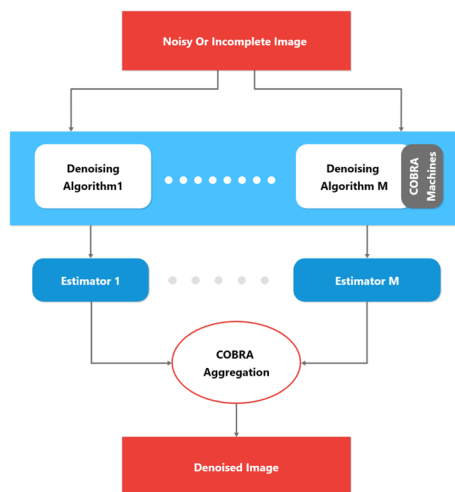 Noisy Or Incomplete Image
Denoising
Algorithm1
Denoising
Algorithm M
COBRA
Machines
Estimator 1
Estimator M
COBRA
Aggregation
Denoised Image